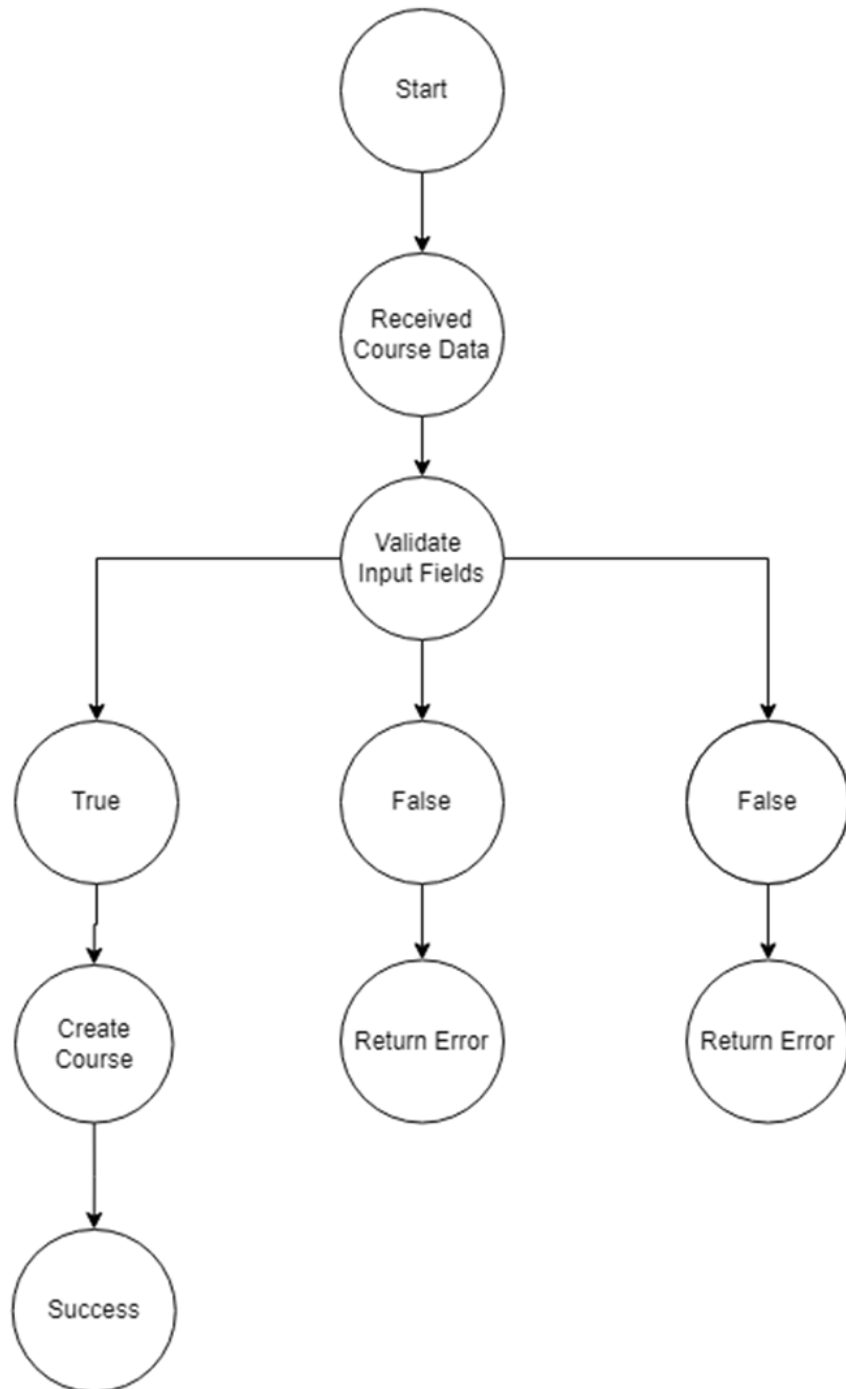 Start
Received
Course Data
Validate
Input Fields
True
False
False
Create
Course
Return Error
Return Error
Success